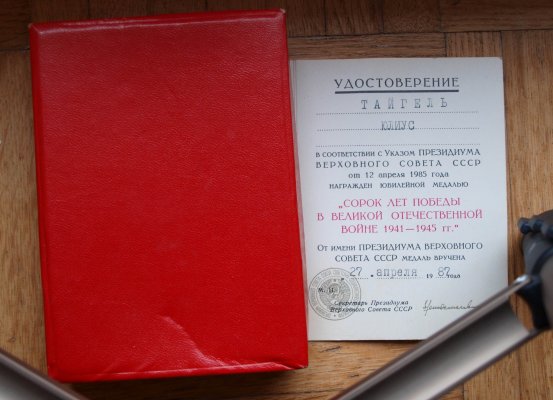 УДОСТОВЕРЕНИЕ
ТАЙГЕЛЬ
ЮЛИУС
В СООТВЕТСТВИИ С УКАЗОМ ПРЕЗИДИУМА
ВЕРХОВНОГО СОВЕТА СССР
от 12 апреля 1985 года
НАГРАЖДЕН ЮБИЛЕЙНОЙ МЕДАЛЬЮ
„СОРОК ЛЕТ ПОБЕДЫ
В ВЕЛИКОЙ ОТЕЧЕСТВЕННОЙ
ВОЙНЕ 1941—1945 гг."
ОТ ИМЕНИ ПРЕЗИДИУМА ВЕРХОВНОГО
СОВЕТА СССР МЕДАЛЬ ВРУЧЕНА
„27 „ апреля 1987 года
М. П.
Секретарь Президиума
Верховного Совета СССР